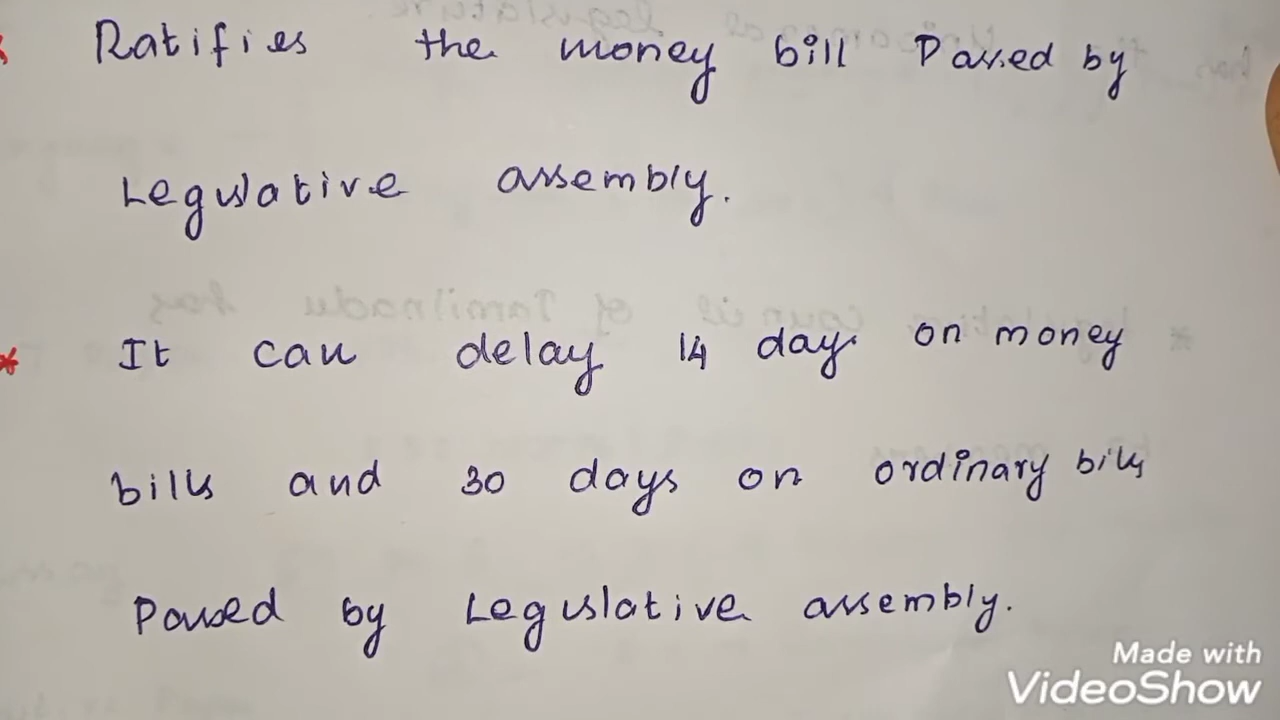 * Ratifies the money bill Passed by
Legislative assembly.
* It can delay 14 days on money
bills and 30 days on ordinary bills
Passed by Legislative assembly.
Made with
VideoShow